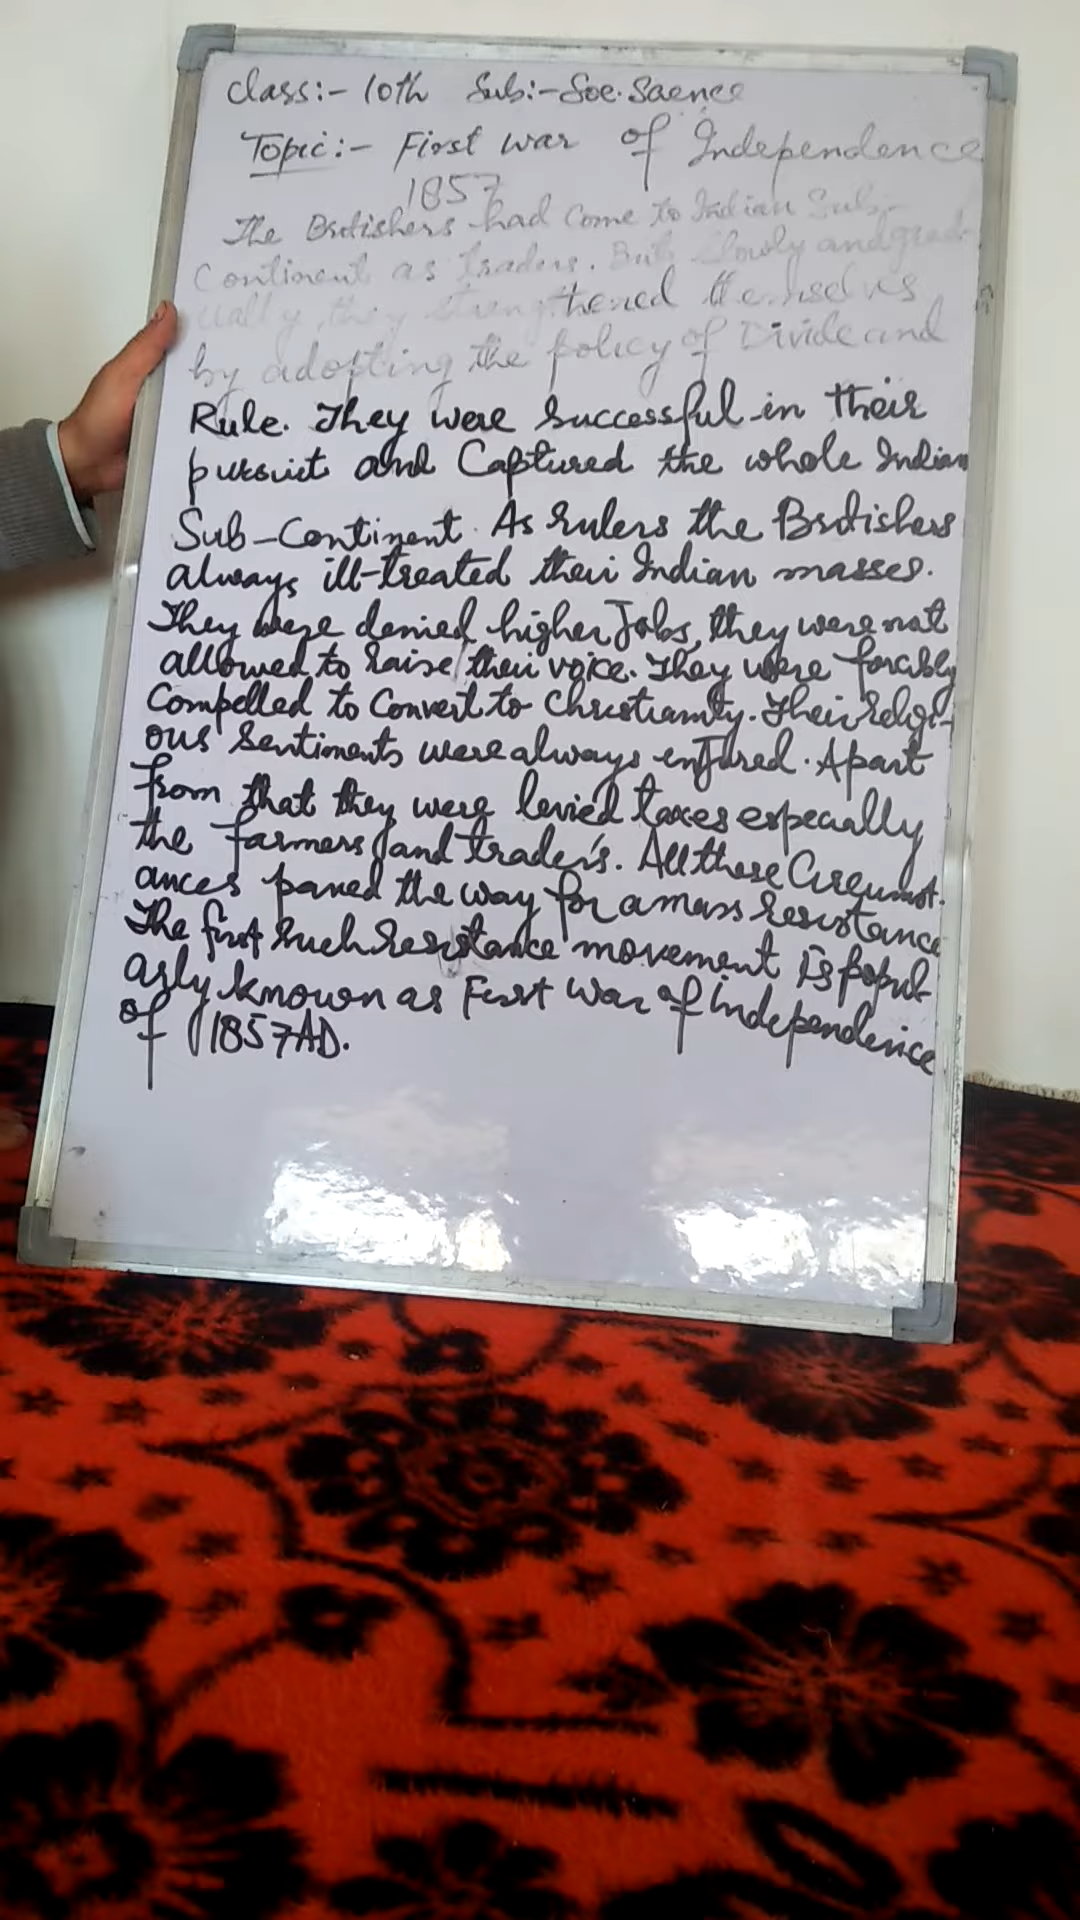 Class:- 10th Sub:- Soc. Science
Topic:- First war of Independence
1857
The Britishers had come to Indian Sub-
Continent as traders. But slowly and grad-
ually, they strengthened themselves
by adopting the policy of Divide and
Rule. They were successful in their
pursuit and Captured the whole Indian
Sub-Continent. As rulers the Britishers
always ill-treated their Indian masses.
They were denied higher Jobs, they were not
allowed to raise their voice. They were forcibly
Compelled to Convert to Christianity. Their religi-
ous Sentiments were always enjured. Apart
from that they were levied taxes especially
the farmers and trader's. All these Circumst-
ances paved the way for a mass resistance
The first such resistance movement is popul-
arly known as First War of independence
of 1857AD.